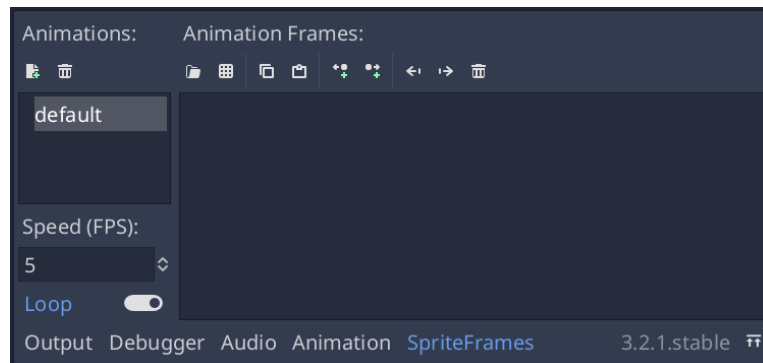 Animations: Animation Frames:
default
Speed (FPS):
5
Loop
Output Debugger Audio Animation SpriteFrames 3.2.1.stable